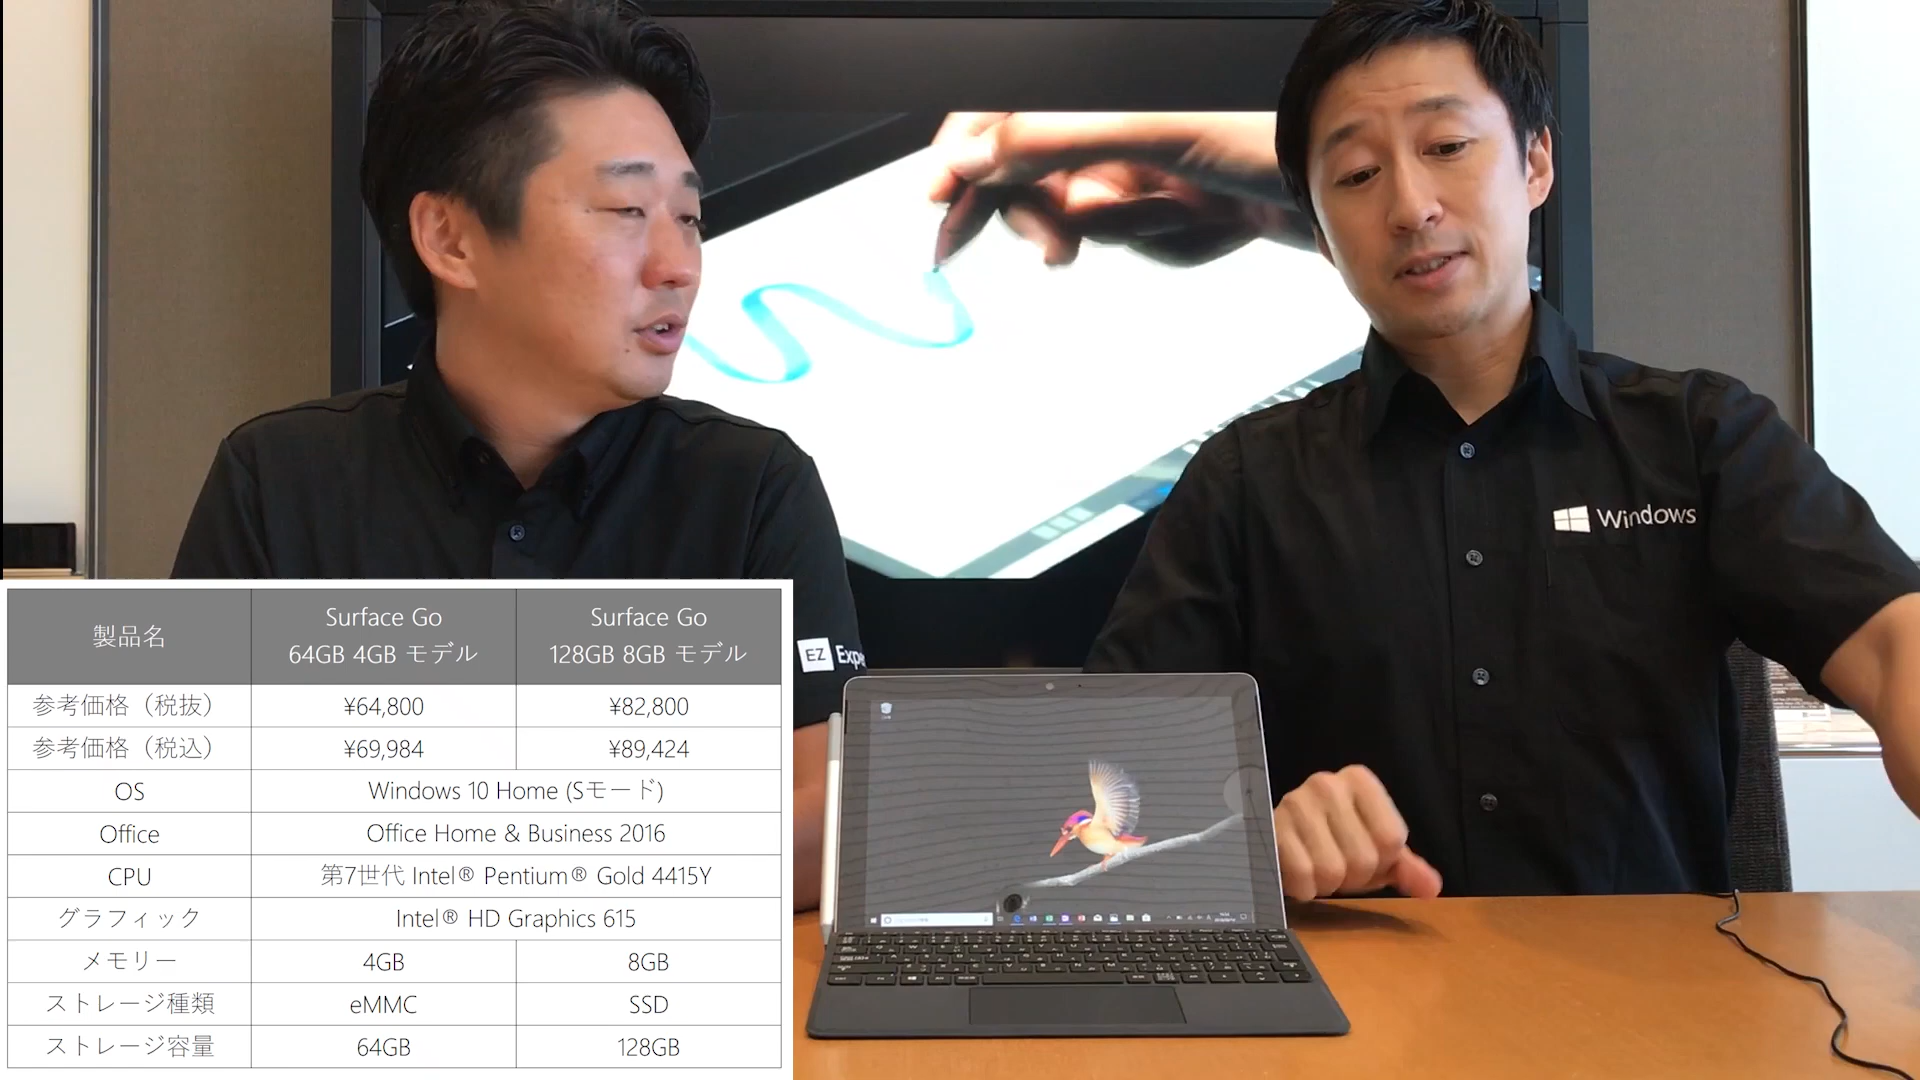 Windows
EZ Expe
製品名
Surface Go
64GB 4GB モデル
Surface Go
128GB 8GB モデル
参考価格（税抜） ¥64,800 ¥82,800
参考価格（税込） ¥69,984 ¥89,424
OS Windows 10 Home (Sモード)
Office Office Home & Business 2016
CPU 第7世代 Intel® Pentium® Gold 4415Y
グラフィック Intel® HD Graphics 615
メモリー 4GB 8GB
ストレージ種類 eMMC SSD
ストレージ容量 64GB 128GB